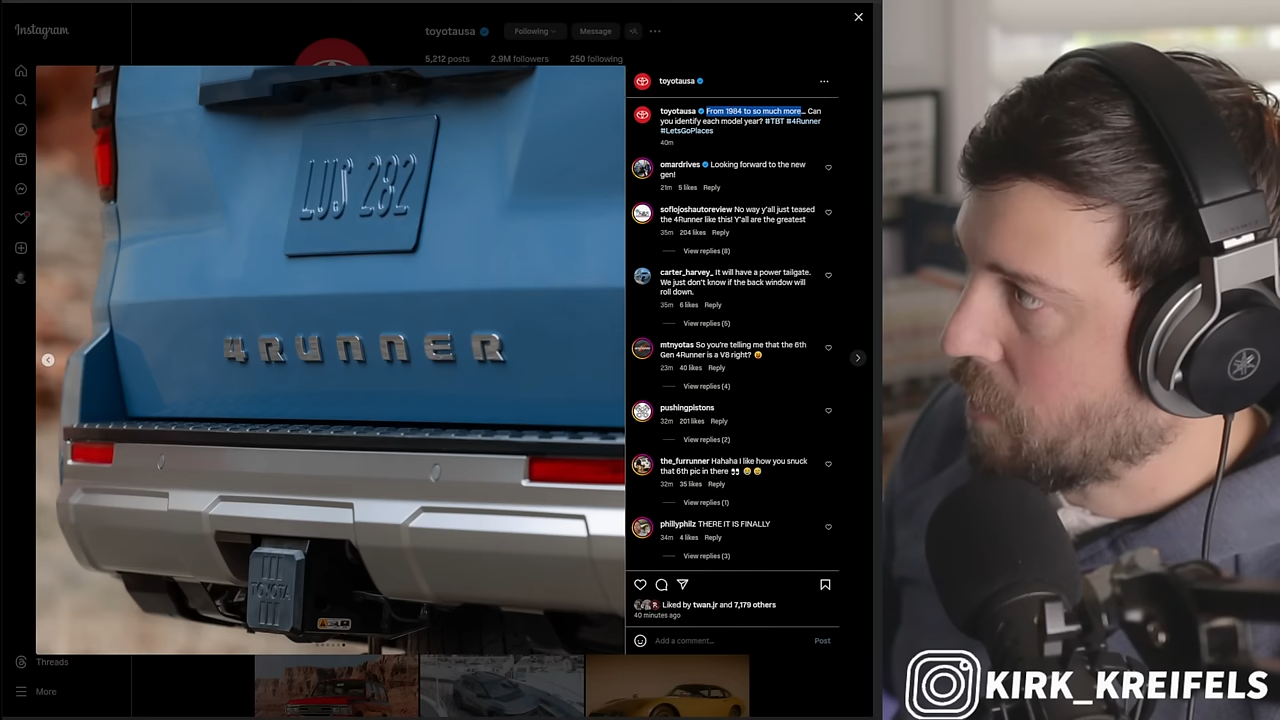 Instagram
toyotausa
Following
Message
5,212 posts 2.9M followers 250 following
LUS 282
4RUNNER
TOYOTA
toyotausa
toyotausa From 1984 to so much more... Can
you identify each model year? #TBT #4Runner
#LetsGoPlaces
40m
omardrives Looking forward to the new
gen!
21m 5 likes Reply
soflojoshautoreview No way y'all just teased
the 4Runner like this! Y'all are the greatest
35m 204 likes Reply
View replies (8)
carter_harvey_ It will have a power tailgate.
We just don't know if the back window will
roll down.
35m 6 likes Reply
View replies (5)
mtnyotas So you're telling me that the 6th
Gen 4Runner is a V8 right? 😮
23m 40 likes Reply
View replies (4)
pushingpistons
32m 201 likes Reply
View replies (2)
the_furrunner Hahaha I like how you snuck
that 6th pic in there 👀 😄 😄
32m 35 likes Reply
View replies (1)
phillyphilz THERE IT IS FINALLY
34m 4 likes Reply
View replies (3)
Liked by twan.jr and 7,179 others
40 minutes ago
Add a comment...
Post
Threads
More
KIRK_KREIFELS